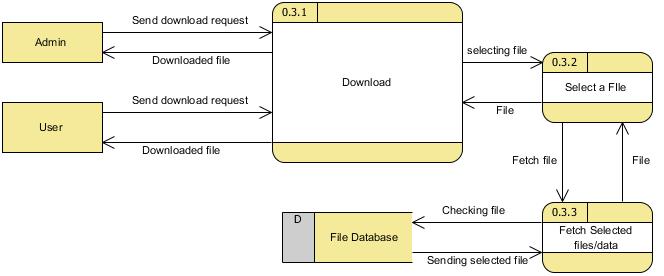 Admin
Send download request
Downloaded file
User
Send download request
Downloaded file
0.3.1
Download
selecting file
File
0.3.2
Select a FIle
Fetch file
File
0.3.3
Fetch Selected
files/data
Checking file
Sending selected file
D
File Database